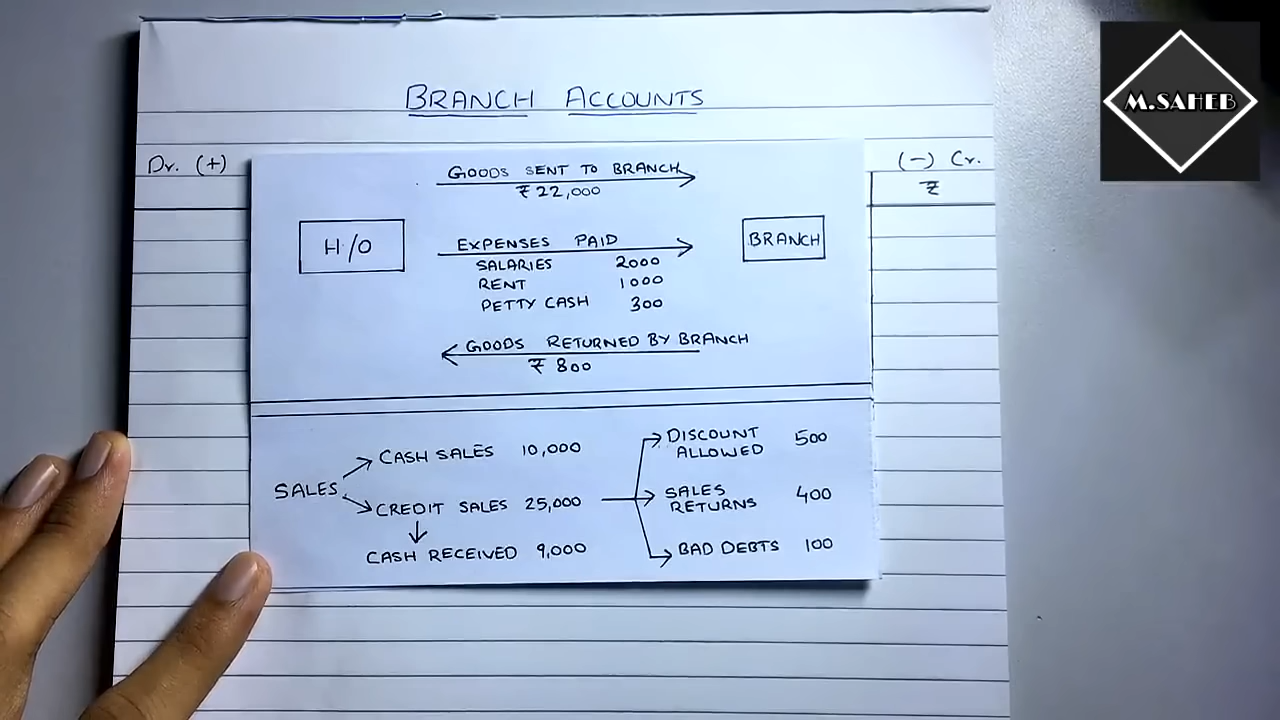 BRANCH ACCOUNTS
M.SAHEB
Dr. (+)
(-) Cr.
₹
GOODS SENT TO BRANCH
₹ 22,000
H/O
BRANCH
EXPENSES PAID
SALARIES 2000
RENT 1000
PETTY CASH 300
GOODS RETURNED BY BRANCH
₹ 800
SALES
CASH SALES 10,000
CREDIT SALES 25,000
CASH RECEIVED 9,000
DISCOUNT 500
ALLOWED
SALES 400
RETURNS
BAD DEBTS 100